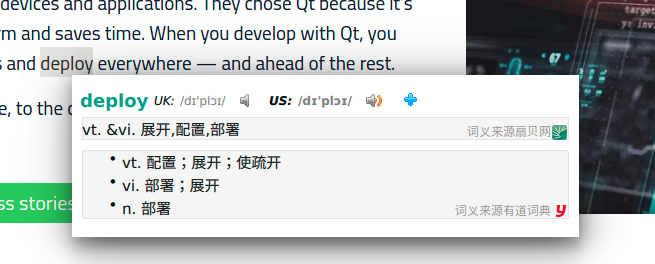 devices and applications. They chose Qt because it's
rm and saves time. When you develop with Qt, you
s and deploy everywhere — and ahead of the rest.
e, to the
deploy UK: /dɪ'plɔɪ/ US: /dɪ'plɔɪ/
vt. &vi. 展开,配置,部署
词义来源扇贝网
• vt. 配置；展开；使疏开
• vi. 部署；展开
• n. 部署
词义来源有道词典 y
ss stories
target
67